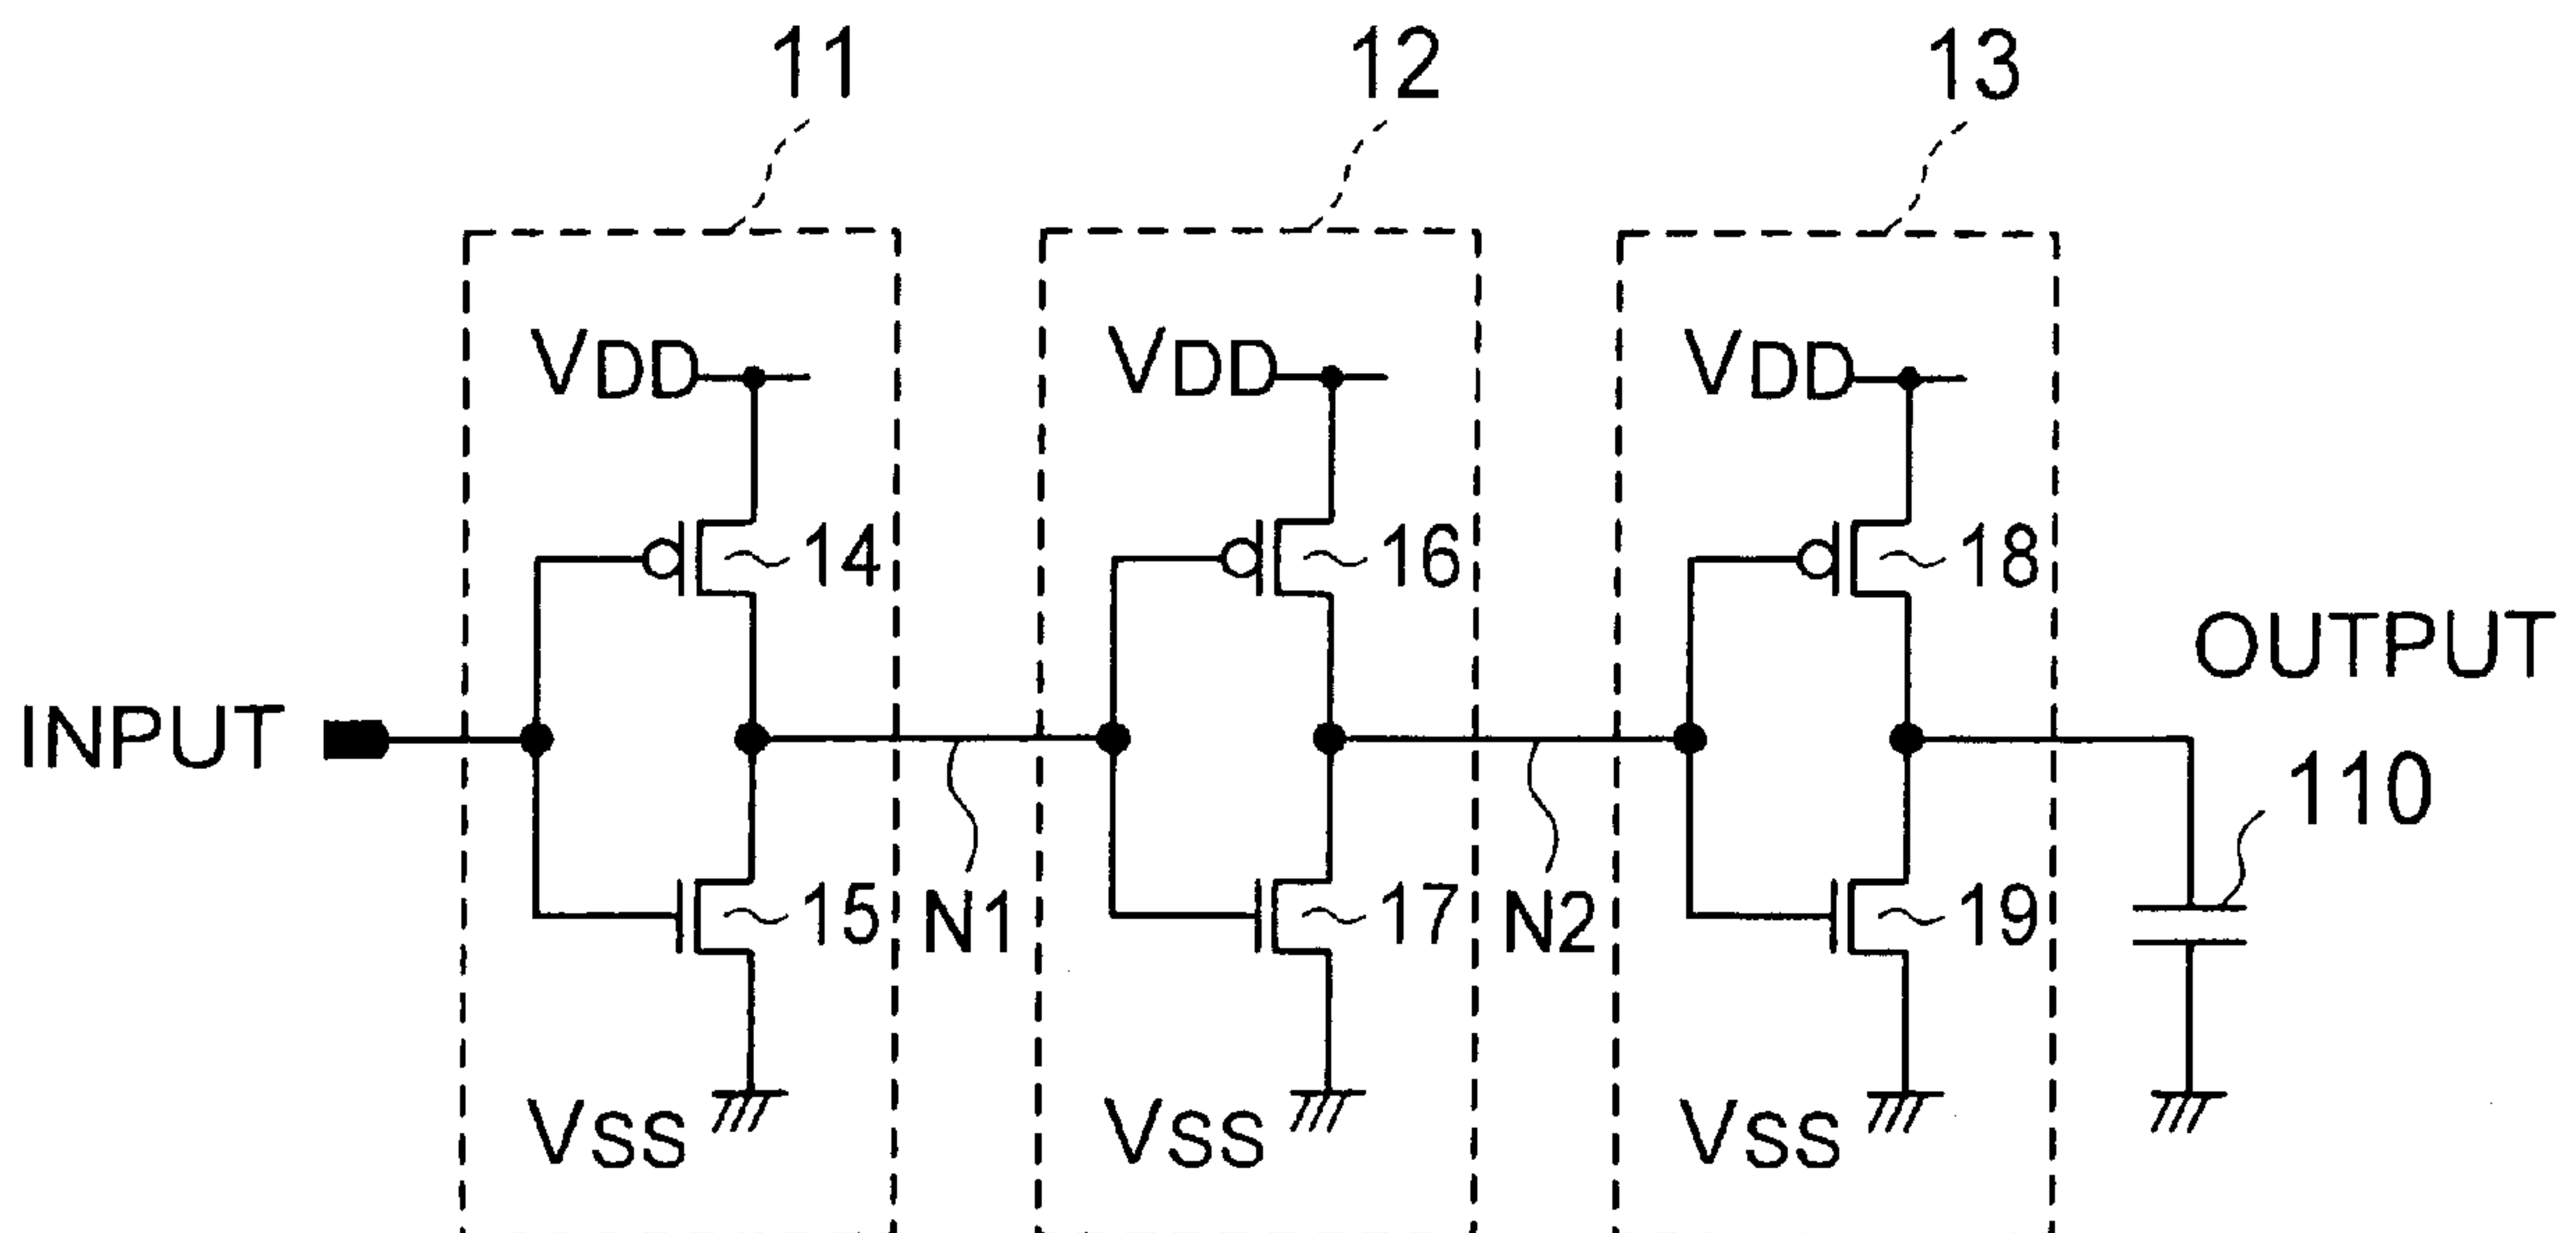 11
12
13
VDD
VDD
VDD
14
16
18
OUTPUT
INPUT
110
15
N1
17
N2
19
VSS
VSS
VSS